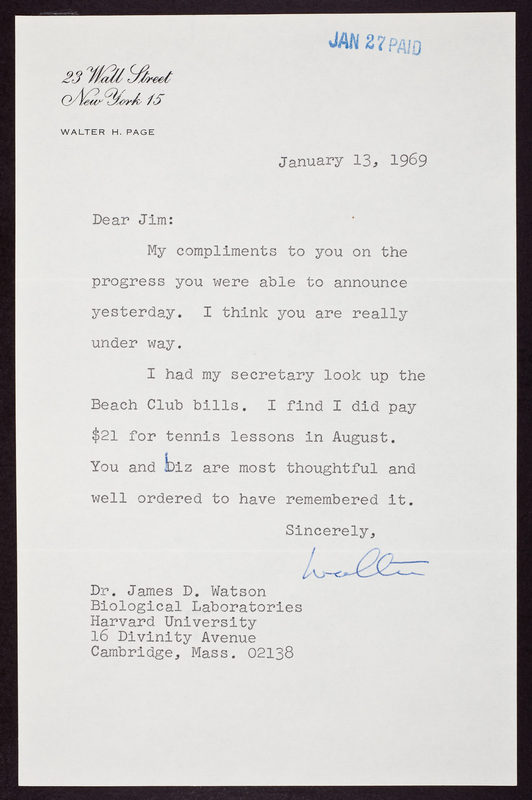 JAN 27 PAID
23 Wall Street
New York 15
WALTER H. PAGE
January 13, 1969
Dear Jim:
My compliments to you on the
progress you were able to announce
yesterday. I think you are really
under way.
I had my secretary look up the
Beach Club bills. I find I did pay
$21 for tennis lessons in August.
You and Liz are most thoughtful and
well ordered to have remembered it.
Sincerely,
Walter
Dr. James D. Watson
Biological Laboratories
Harvard University
16 Divinity Avenue
Cambridge, Mass. 02138